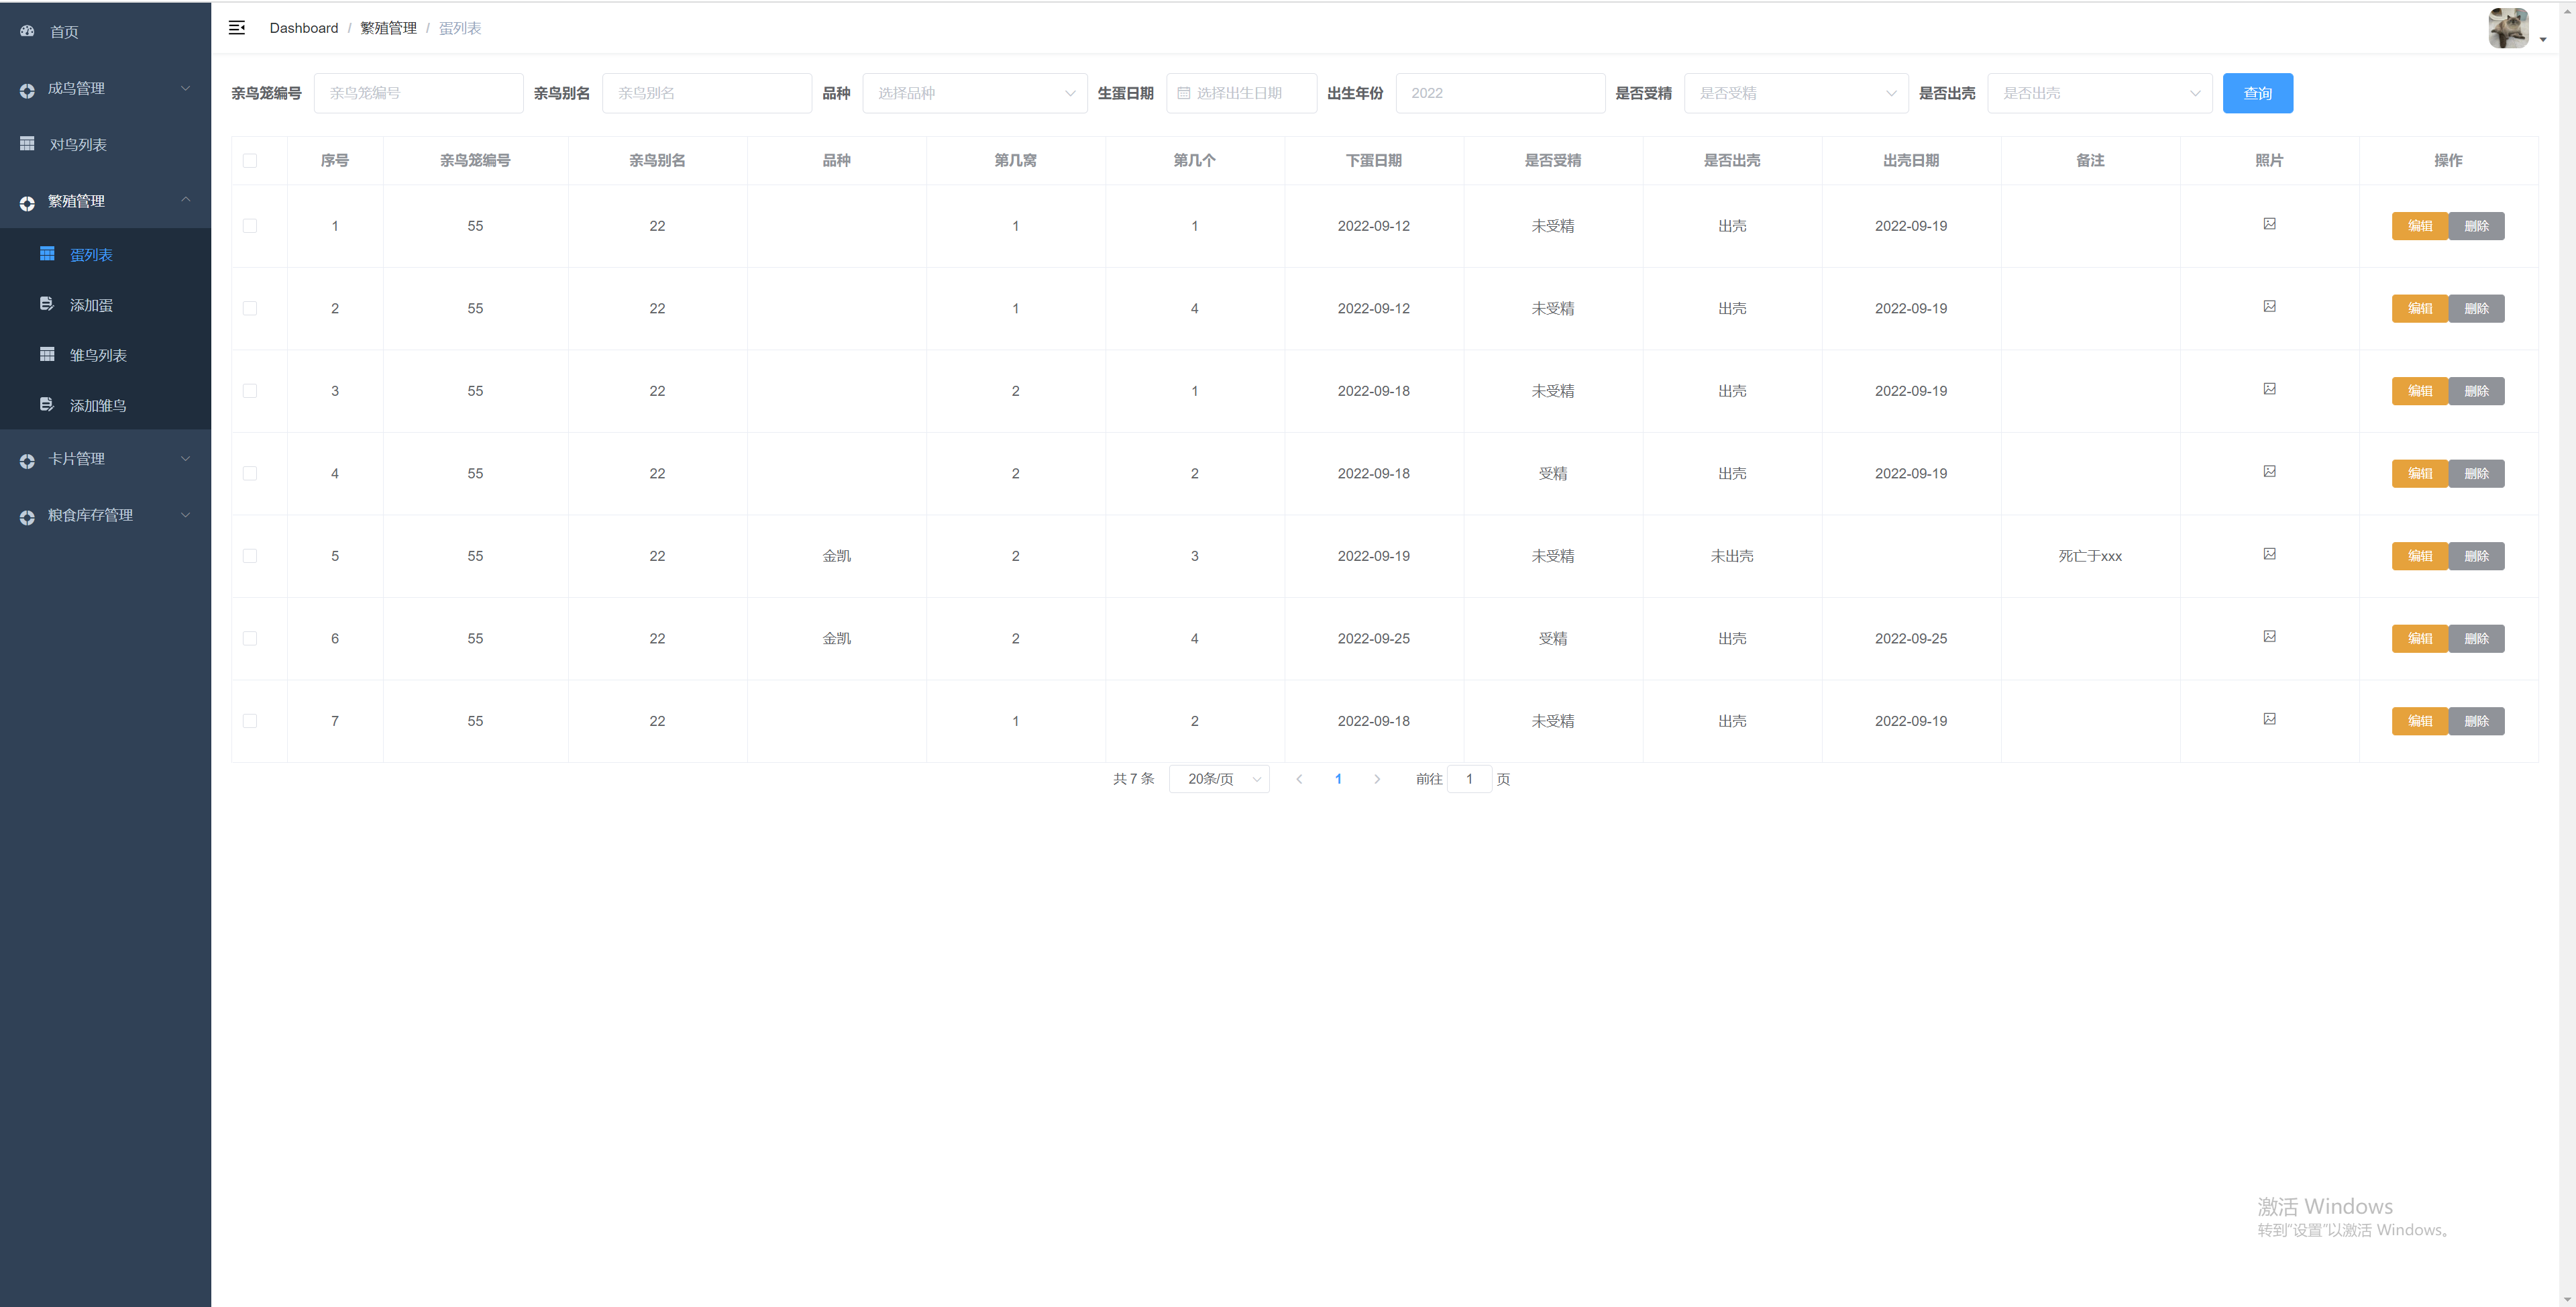 首页
成鸟管理
对鸟列表
繁殖管理
蛋列表
添加蛋
雏鸟列表
添加雏鸟
卡片管理
粮食库存管理
Dashboard / 繁殖管理 / 蛋列表
亲鸟笼编号 亲鸟笼编号 亲鸟别名 亲鸟别名 品种 选择品种 生蛋日期 选择出生日期 出生年份 2022 是否受精 是否受精 是否出壳 是否出壳 查询
序号 亲鸟笼编号 亲鸟别名 品种 第几窝 第几个 下蛋日期 是否受精 是否出壳 出壳日期 备注 照片 操作
1 55 22 1 1 2022-09-12 未受精 出壳 2022-09-19 编辑 删除
2 55 22 1 4 2022-09-12 未受精 出壳 2022-09-19 编辑 删除
3 55 22 2 1 2022-09-18 未受精 出壳 2022-09-19 编辑 删除
4 55 22 2 2 2022-09-18 受精 出壳 2022-09-19 编辑 删除
5 55 22 金凯 2 3 2022-09-19 未受精 未出壳 死亡于xxx 编辑 删除
6 55 22 金凯 2 4 2022-09-25 受精 出壳 2022-09-25 编辑 删除
7 55 22 1 2 2022-09-18 未受精 出壳 2022-09-19 编辑 删除
共 7 条 20条/页 1 前往 1 页
激活 Windows
转到"设置"以激活 Windows。